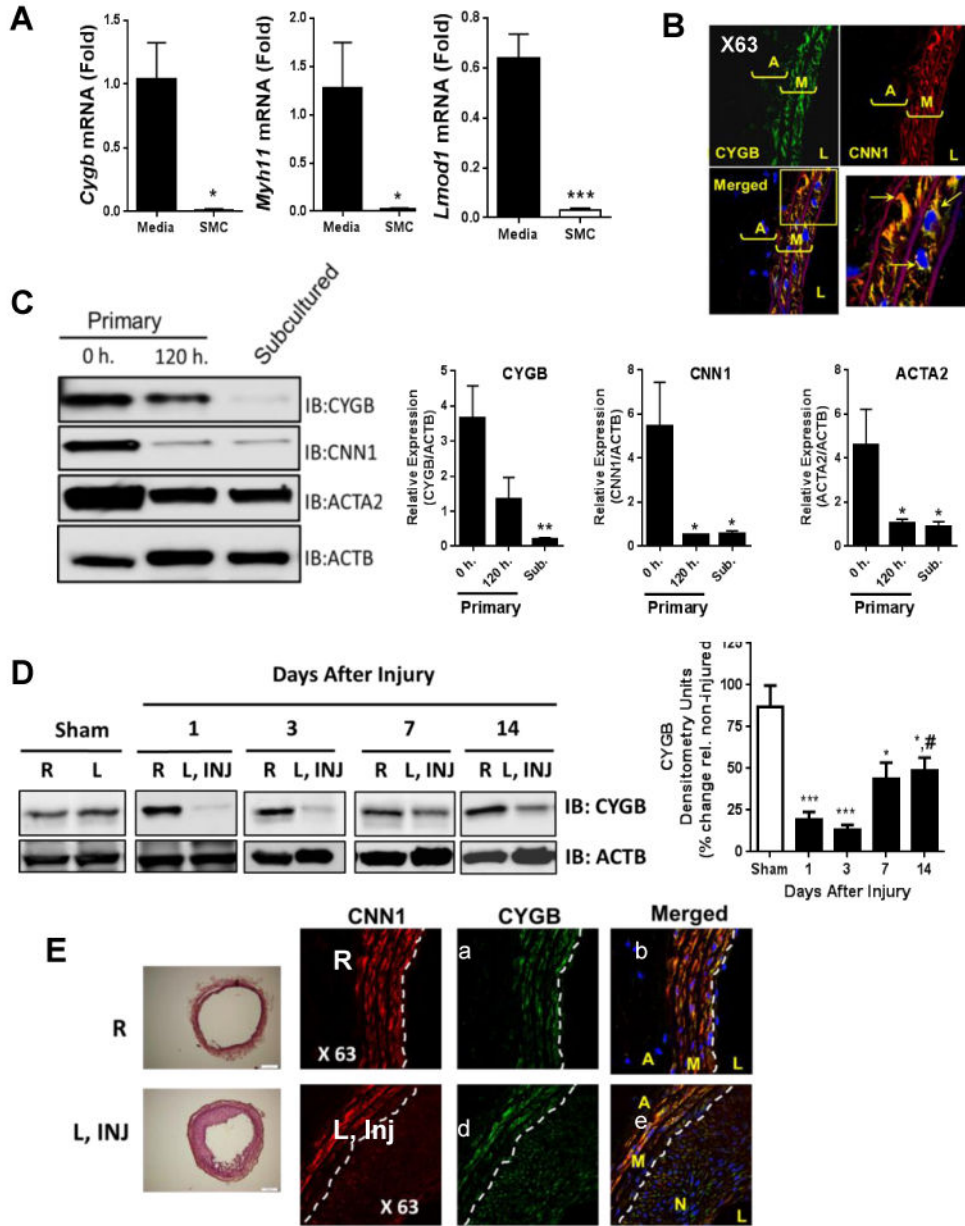 A
Cygb mRNA (Fold)
1.5
1.0
0.5
0.0
*
Media SMC
Myh11 mRNA (Fold)
2.0
1.5
1.0
0.5
0.0
*
Media SMC
Lmod1 mRNA (Fold)
0.8
0.6
0.4
0.2
0.0
***
Media SMC
B
X63
A
M
CYGB
L
A
M
CNN1
L
Merged
A
M
L
C
Primary
Subcultured
0 h. 120 h.
IB:CYGB
IB:CNN1
IB:ACTA2
IB:ACTB
CYGB
Relative Expression
(CYGB/ACTB)
5
4
3
2
1
0
**
0 h.
120 h.
Sub.
Primary
CNN1
Relative Expression
(CNN1/ACTB)
8
6
4
2
0
* *
0 h.
120 h.
Sub.
Primary
ACTA2
Relative Expression
(ACTA2/ACTB)
8
6
4
2
0
* *
0 h.
120 h.
Sub.
Primary
D
Days After Injury
Sham 1 3 7 14
R L R L, INJ R L, INJ R L, INJ R L, INJ
IB: CYGB
IB: ACTB
CYGB
Densitometry Units
(% change rel. non-injured
125
100
75
50
25
0
*** *** * *,#
Sham 1 3 7 14
Days After Injury
E
CNN1 CYGB Merged
R
R
X 63
a
b
A M L
L, INJ
L, Inj
X 63
d
A
e
M
N
L